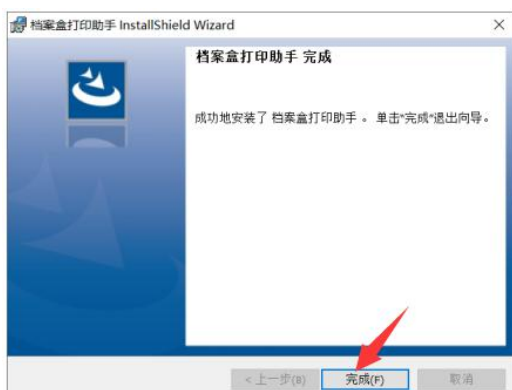 档案盒打印助手 InstallShield Wizard
档案盒打印助手 完成
成功地安装了 档案盒打印助手 。 单击“完成”退出向导。
< 上一步(B)
完成(F)
取消